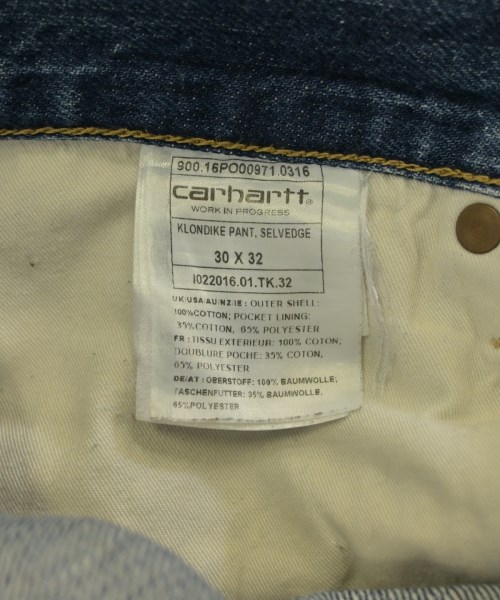 900.16PO00971.0316
carhartt®
WORK IN PROGRESS
KLONDIKE PANT, SELVEDGE
30 X 32
I022016.01.TK.32
UK/USA/AU/NZ/IE: OUTER SHELL:
100%COTTON; POCKET LINING:
35%COTTON, 65% POLYESTER
FR: TISSU EXTERIEUR: 100% COTON,
DOUBLURE POCHE: 35% COTON,
65% POLYESTER
DE/AT: OBERSTOFF: 100% BAUMWOLLE;
TASCHENFUTTER: 35% BAUMWOLLE,
65%POLYESTER